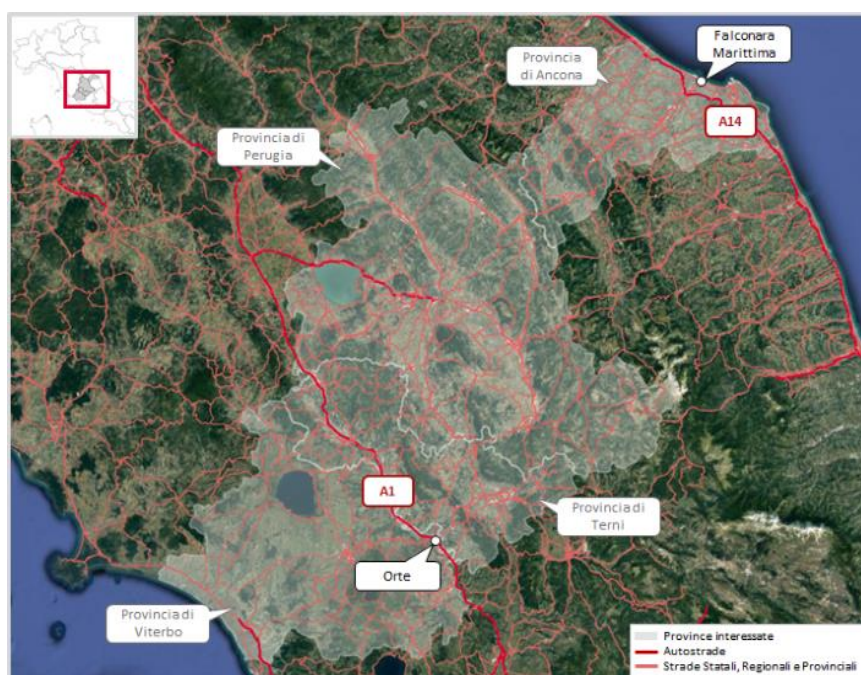 Falconara
Marittima
Provincia
di Ancona
A14
Provincia di
Perugia
A1
Provincia di
Terni
Orte
Provincia di
Viterbo
Province interessate
Autostrade
Strade Statali, Regionali e Provinciali